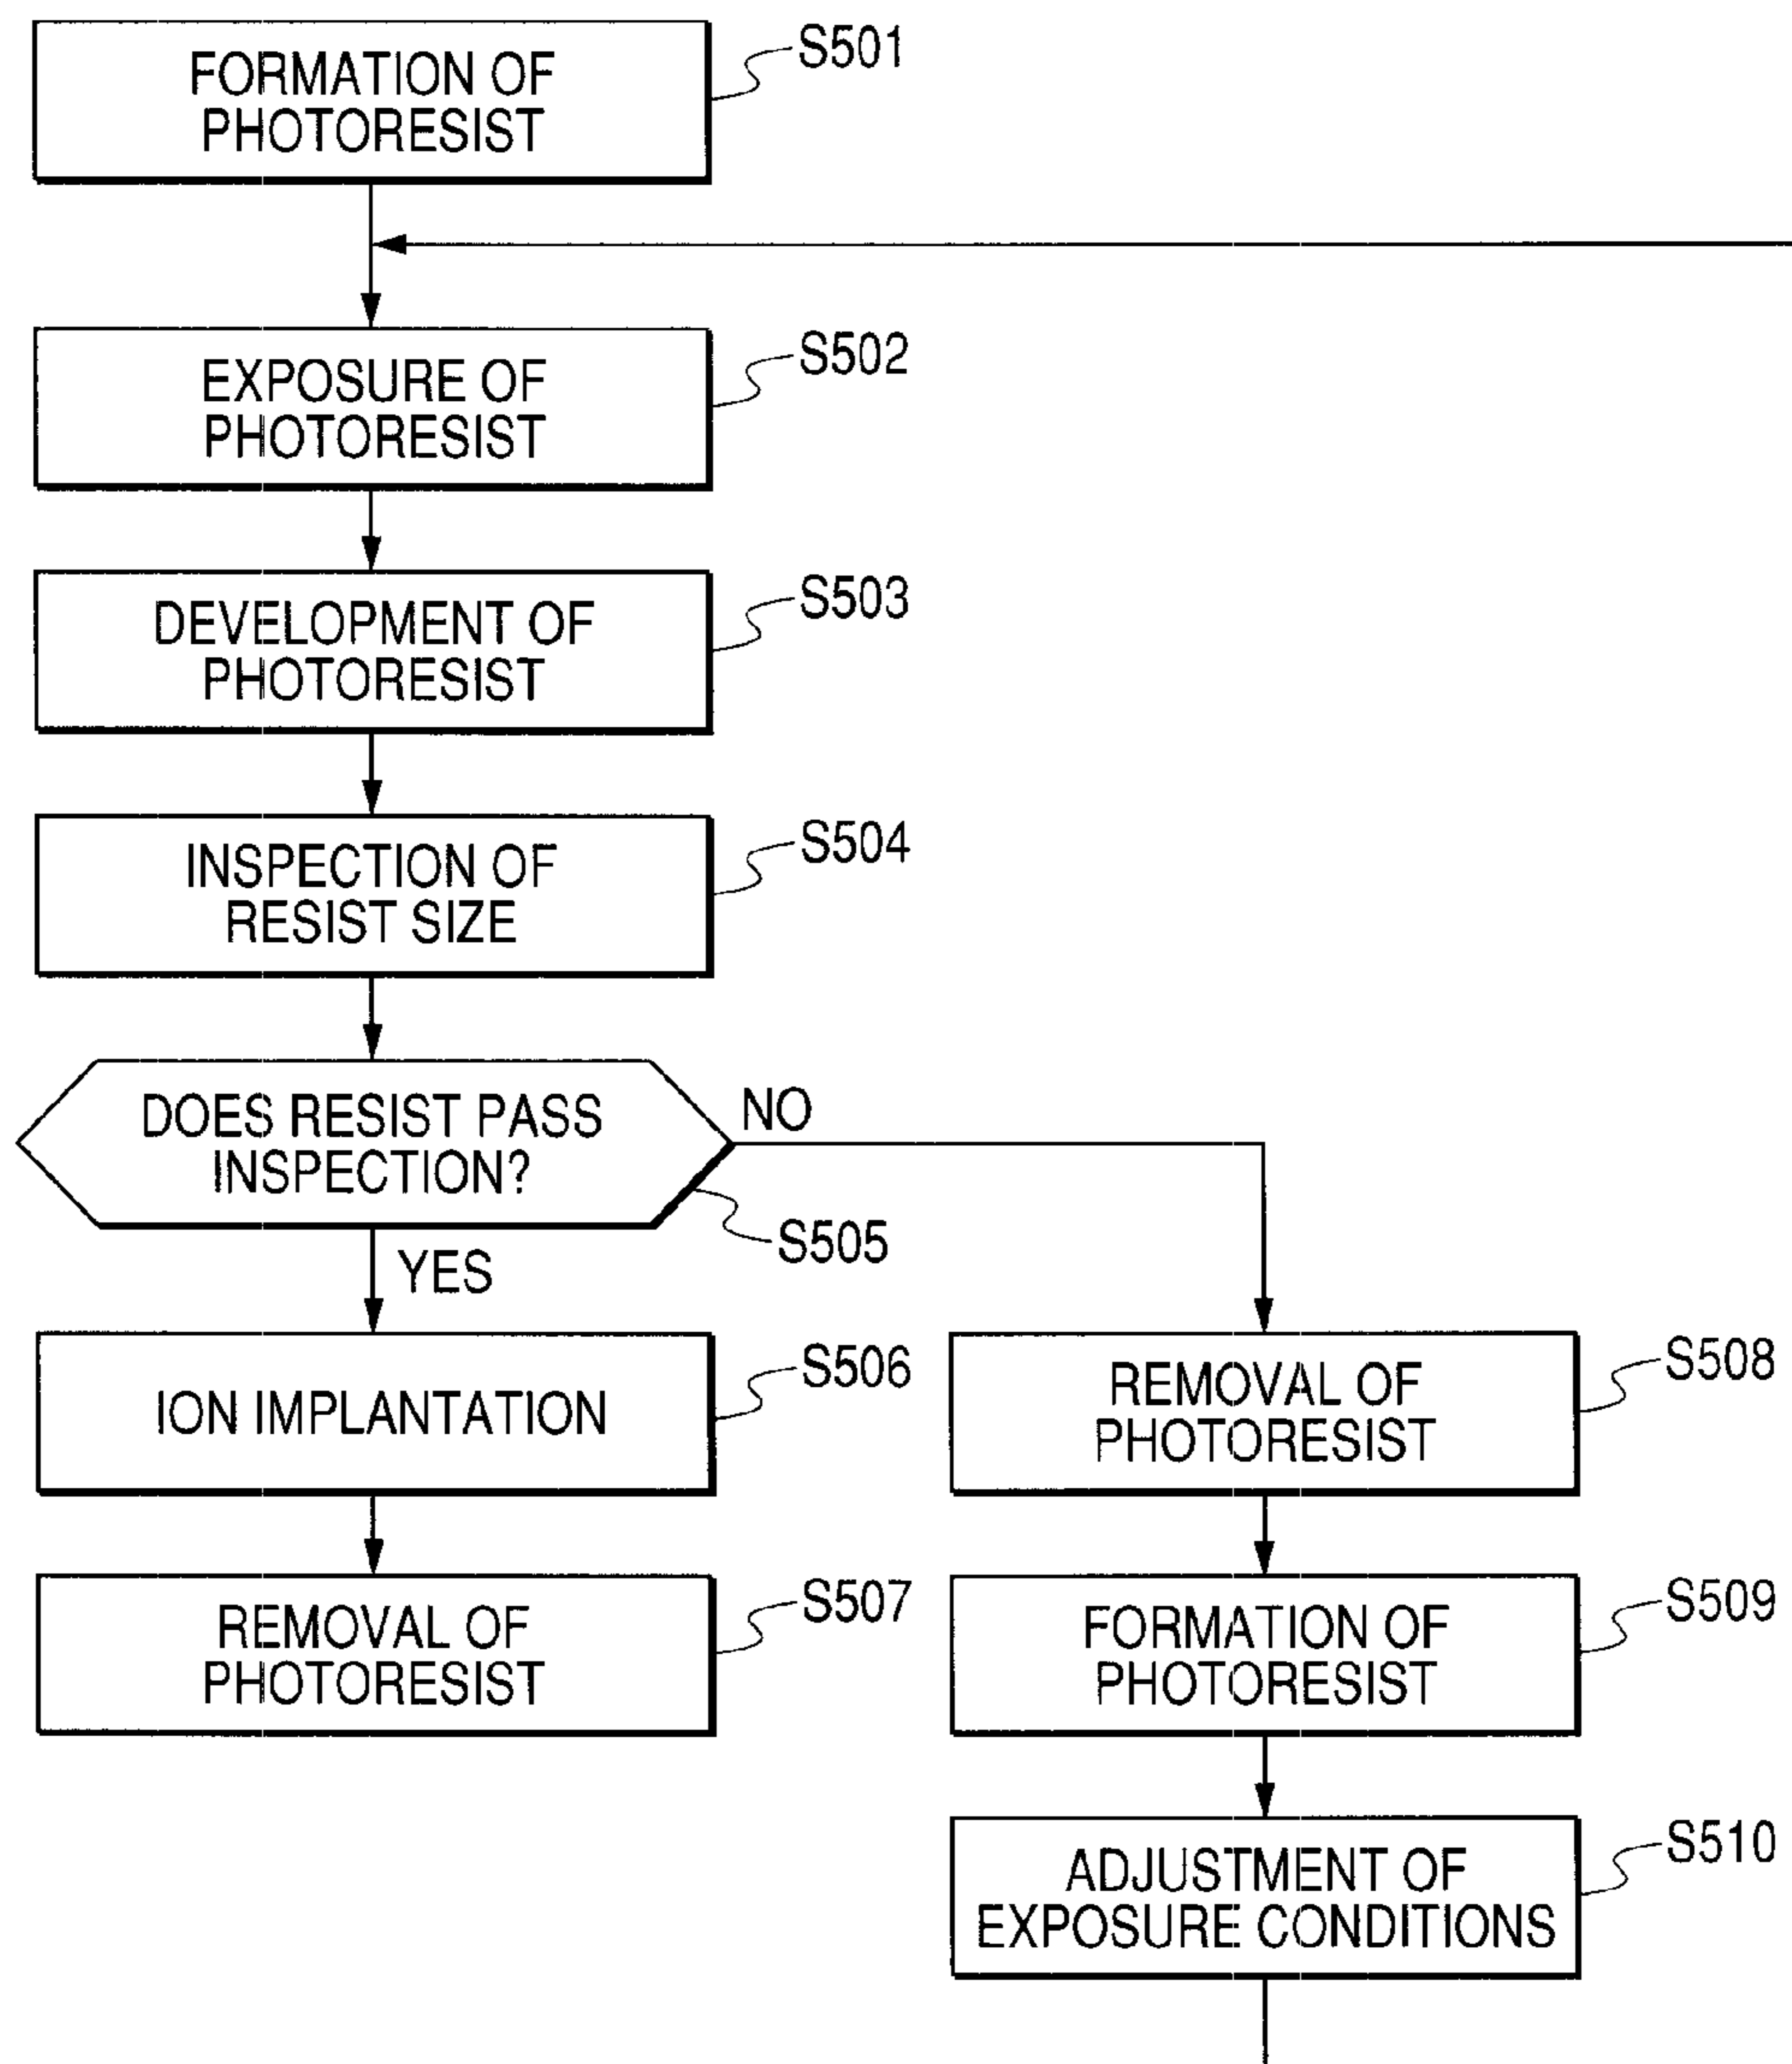 FORMATION OF
PHOTORESIST
S501
EXPOSURE OF
PHOTORESIST
S502
DEVELOPMENT OF
PHOTORESIST
S503
INSPECTION OF
RESIST SIZE
S504
DOES RESIST PASS
INSPECTION?
NO
S505
YES
ION IMPLANTATION
S506
REMOVAL OF
PHOTORESIST
S507
REMOVAL OF
PHOTORESIST
S508
FORMATION OF
PHOTORESIST
S509
ADJUSTMENT OF
EXPOSURE CONDITIONS
S510